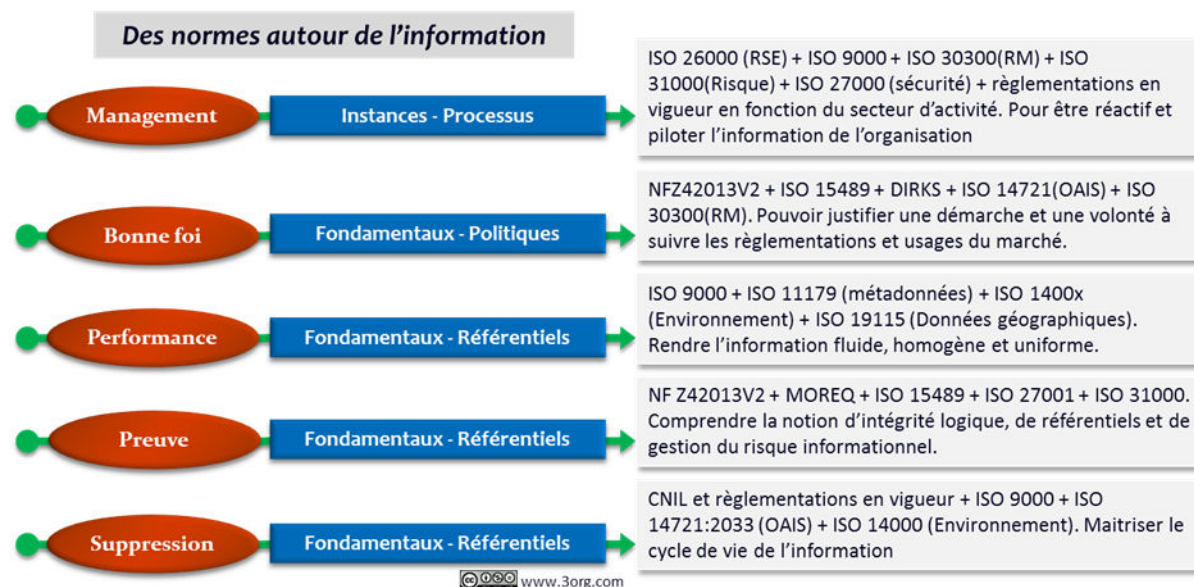 Des normes autour de l'information
Management
Instances - Processus
ISO 26000 (RSE) + ISO 9000 + ISO 30300(RM) + ISO
31000(Risque) + ISO 27000 (sécurité) + règlementations en
vigueur en fonction du secteur d'activité. Pour être réactif et
piloter l'information de l'organisation
Bonne foi
Fondamentaux - Politiques
NFZ42013V2 + ISO 15489 + DIRKS + ISO 14721(OAIS) + ISO
30300(RM). Pouvoir justifier une démarche et une volonté à
suivre les règlementations et usages du marché.
Performance
Fondamentaux - Référentiels
ISO 9000 + ISO 11179 (métadonnées) + ISO 1400x
(Environnement) + ISO 19115 (Données géographiques).
Rendre l'information fluide, homogène et uniforme.
Preuve
Fondamentaux - Référentiels
NF Z42013V2 + MOREQ + ISO 15489 + ISO 27001 + ISO 31000.
Comprendre la notion d'intégrité logique, de référentiels et de
gestion du risque informationnel.
Suppression
Fondamentaux - Référentiels
CNIL et règlementations en vigueur + ISO 9000 + ISO
14721:2033 (OAIS) + ISO 14000 (Environnement). Maitriser le
cycle de vie de l'information
www.3org.com